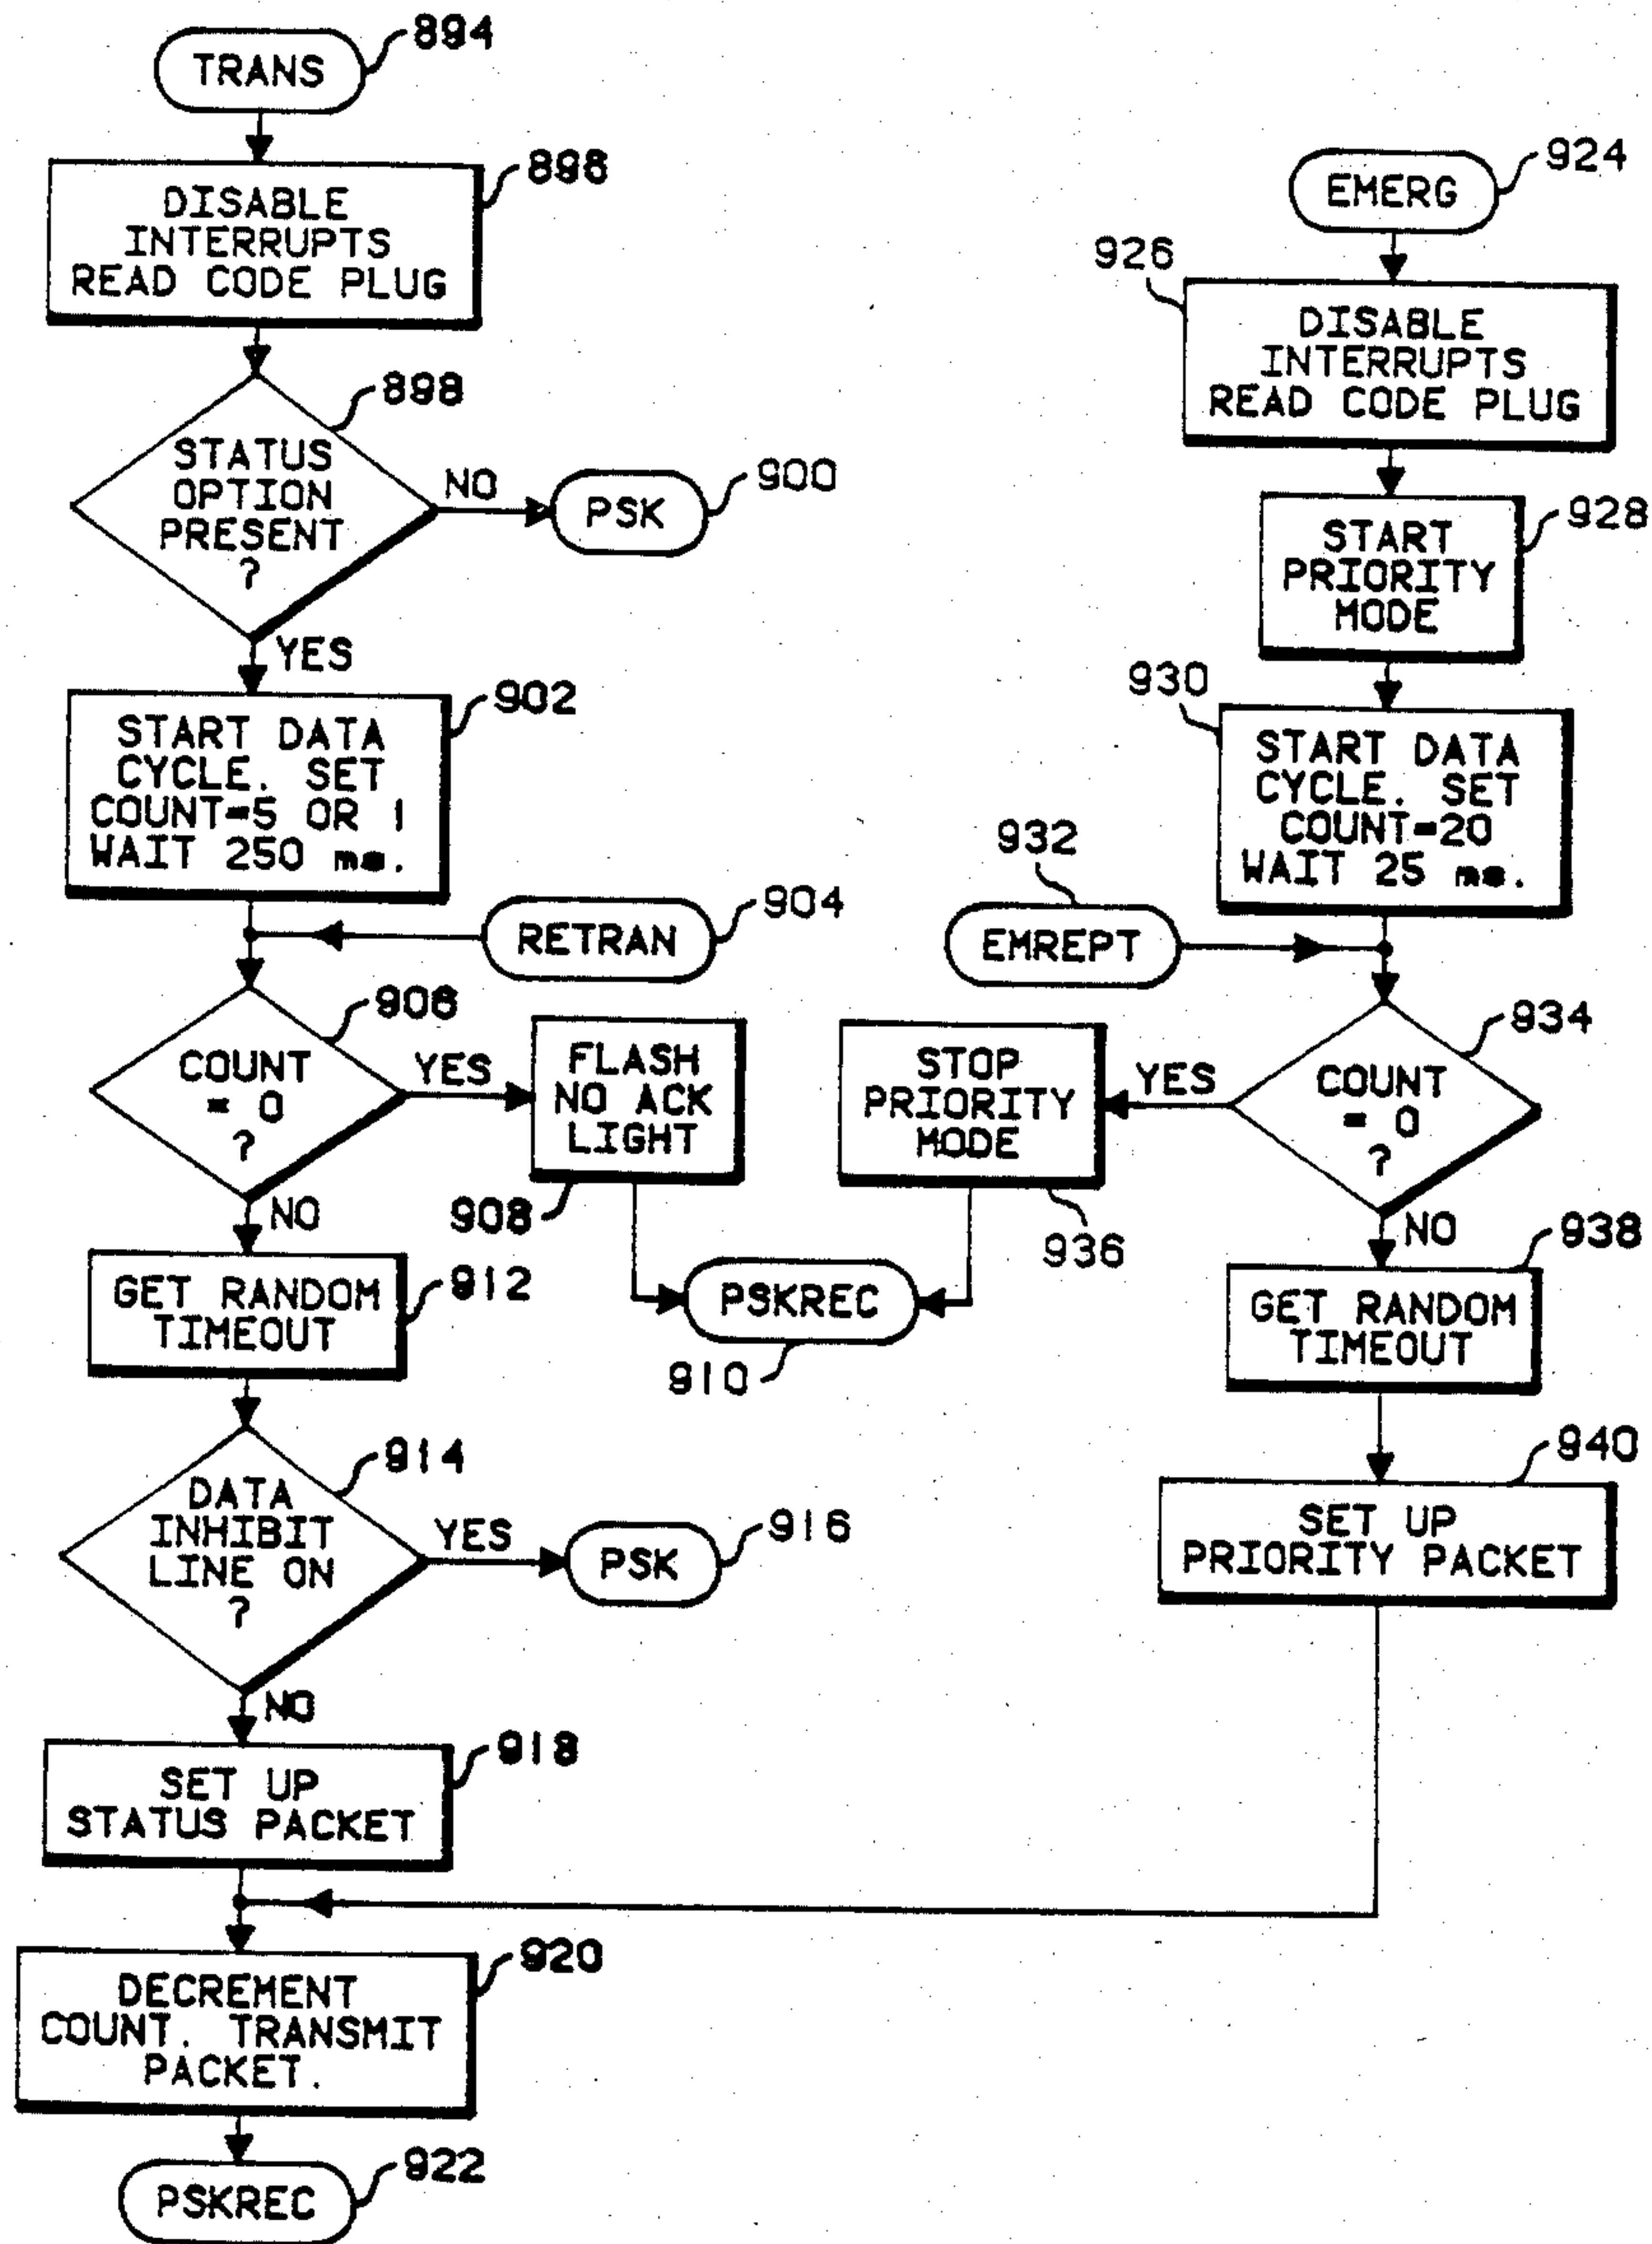 TRANS
894
DISABLE
INTERRUPTS
READ CODE PLUG
896
STATUS
OPTION
PRESENT
?
898
NO
PSK
900
YES
START DATA
CYCLE. SET
COUNT=5 OR 1
WAIT 250 ms.
902
RETRAN
904
COUNT
= 0
?
906
YES
FLASH
NO ACK
LIGHT
908
PSKREC
910
NO
GET RANDOM
TIMEOUT
912
DATA
INHIBIT
LINE ON
?
914
YES
PSK
916
NO
SET UP
STATUS PACKET
918
DECREMENT
COUNT. TRANSMIT
PACKET.
920
PSKREC
922
EMERG
924
926
DISABLE
INTERRUPTS
READ CODE PLUG
START
PRIORITY
MODE
928
930
START DATA
CYCLE. SET
COUNT=20
WAIT 25 ms.
932
EMREPT
COUNT
= 0
?
934
YES
STOP
PRIORITY
MODE
936
NO
GET RANDOM
TIMEOUT
938
SET UP
PRIORITY PACKET
940